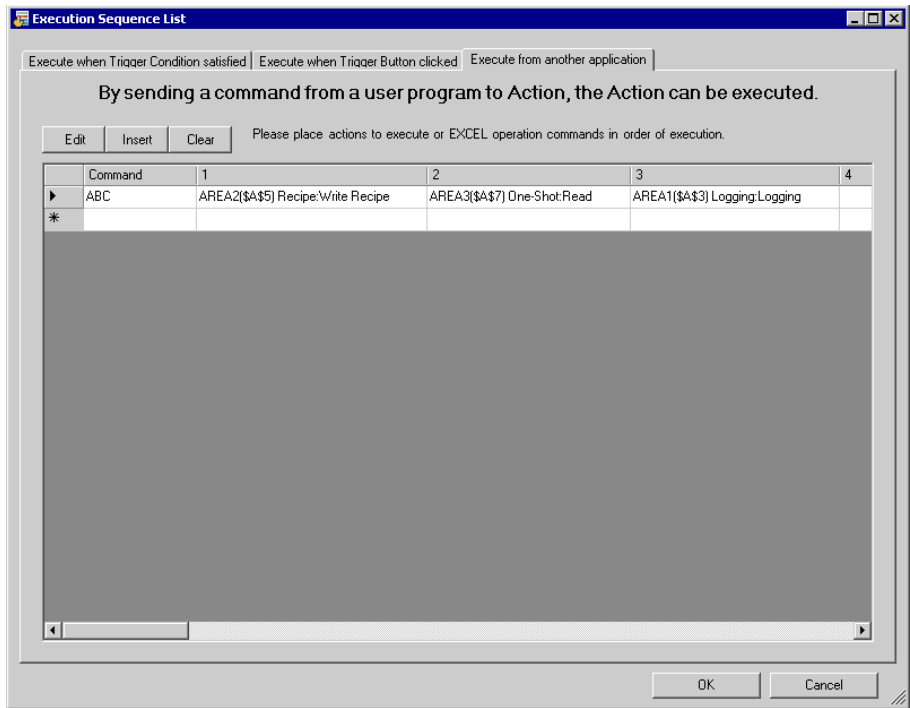 Execution Sequence List
Execute when Trigger Condition satisfied Execute when Trigger Button clicked Execute from another application
By sending a command from a user program to Action, the Action can be executed.
Edit Insert Clear Please place actions to execute or EXCEL operation commands in order of execution.
Command 1 2 3 4
ABC AREA2($A$5) Recipe:Write Recipe AREA3($A$7) One-Shot:Read AREA1($A$3) Logging:Logging
OK Cancel